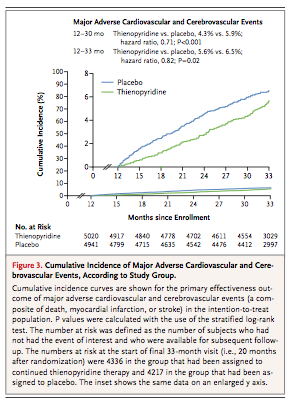 Major Adverse Cardiovascular and Cerebrovascular Events
12–30 mo Thienopyridine vs. placebo, 4.3% vs. 5.9%;
hazard ratio, 0.71; P<0.001
12–33 mo Thienopyridine vs. placebo, 5.6% vs. 6.5%;
hazard ratio, 0.82; P=0.02
Cumulative Incidence (%)
100
90
80
70
60
50
40
30
20
10
0
8
6
4
2
0
Placebo
Thienopyridine
0 12 15 18 21 24 27 30 33
0 12 15 18 21 24 27 30 33
Months since Enrollment
No. at Risk
Thienopyridine 5020 4917 4840 4778 4702 4611 4554 3029
Placebo 4941 4799 4715 4635 4542 4476 4412 2997
Figure 3. Cumulative Incidence of Major Adverse Cardiovascular and Cere-
brovascular Events, According to Study Group.
Cumulative incidence curves are shown for the primary effectiveness out-
come of major adverse cardiovascular and cerebrovascular events (a com-
posite of death, myocardial infarction, or stroke) in the intention-to-treat
population. P values were calculated with the use of the stratified log-rank
test. The number at risk was defined as the number of subjects who had
not had the event of interest and who were available for subsequent follow-
up. The numbers at risk at the start of final 33-month visit (i.e., 20 months
after randomization) were 4336 in the group that had been assigned to
continued thienopyridine therapy and 4217 in the group that had been as-
signed to placebo. The inset shows the same data on an enlarged y axis.